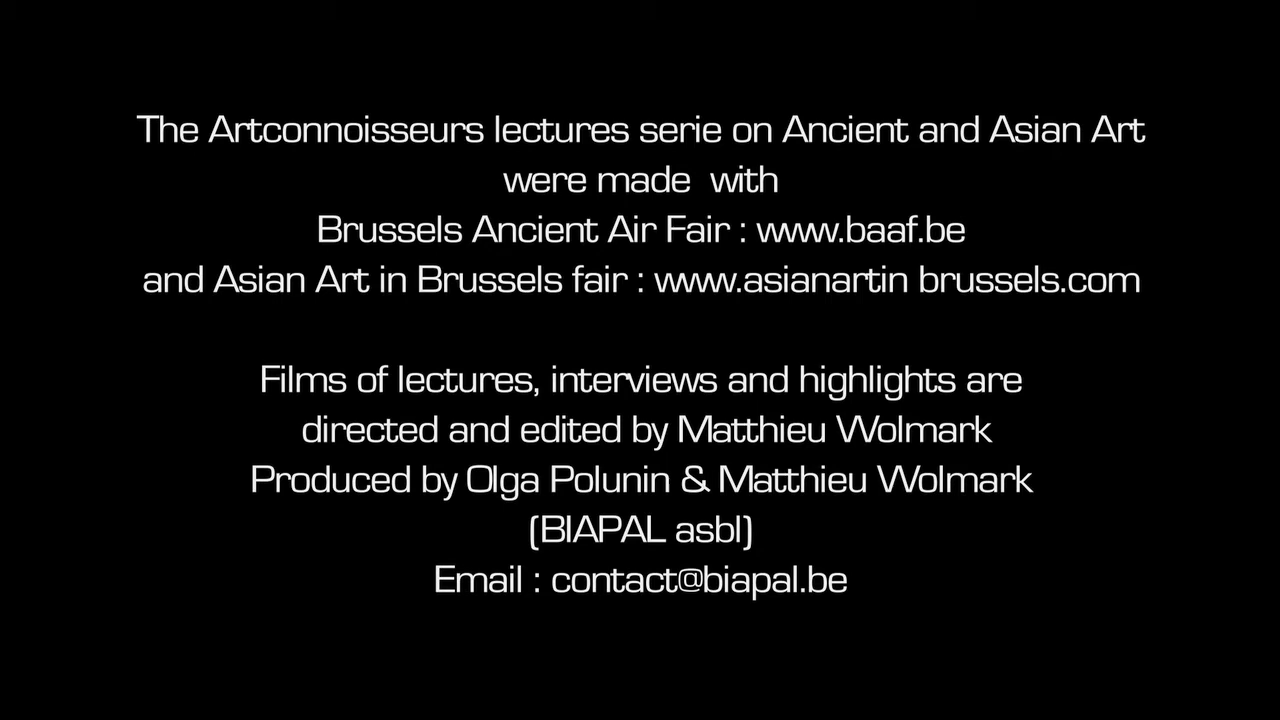 The Artconnoisseurs lectures serie on Ancient and Asian Art
were made with
Brussels Ancient Air Fair : www.baaf.be
and Asian Art in Brussels fair : www.asianartin brussels.com
Films of lectures, interviews and highlights are
directed and edited by Matthieu Wolmark
Produced by Olga Polunin & Matthieu Wolmark
(BIAPAL asbl)
Email : contact@biapal.be